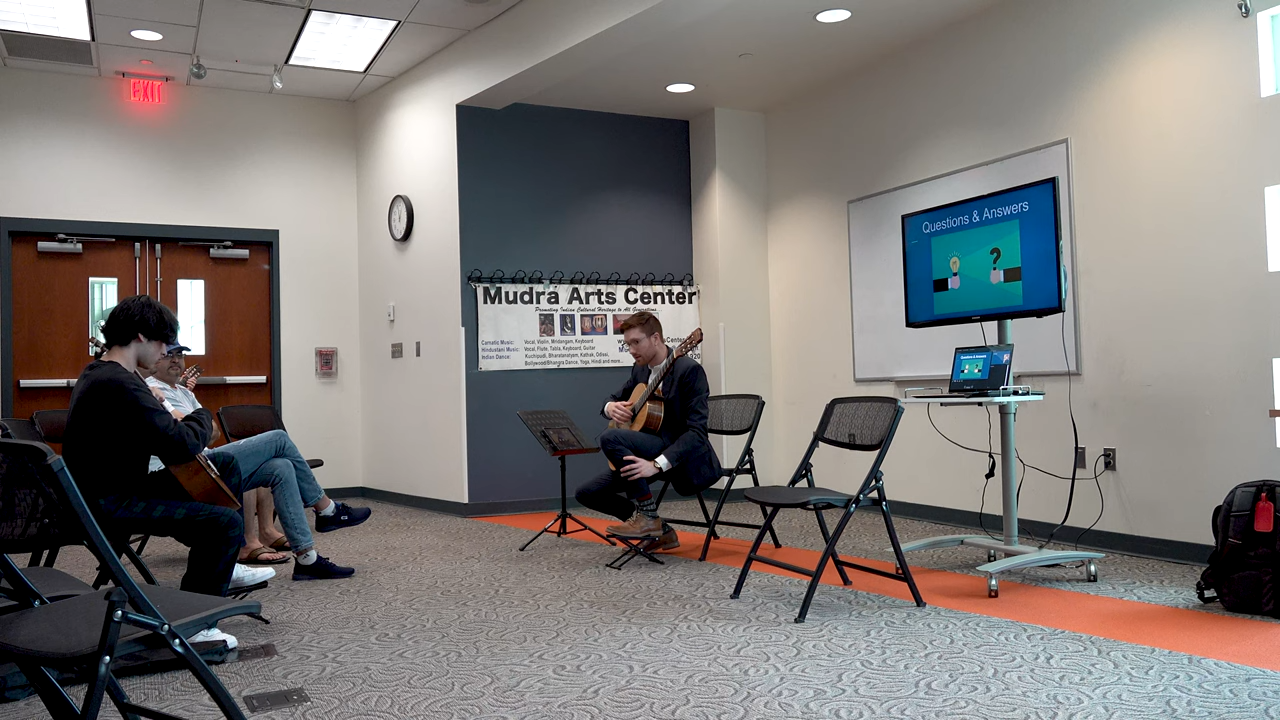 EXIT
Questions & Answers
Mudra Arts Center
Promoting Indian Cultural Heritage to All Generations...
Carnatic Music: Vocal, Violin, Mridangam, Keyboard
Hindustani Music: Vocal, Flute, Tabla, Keyboard, Guitar
Indian Dance: Kuchipudi, Bharatanatyam, Kathak, Odissi,
Bollywood/Bhangra Dance, Yoga, Hindi and more...
Questions & Answers